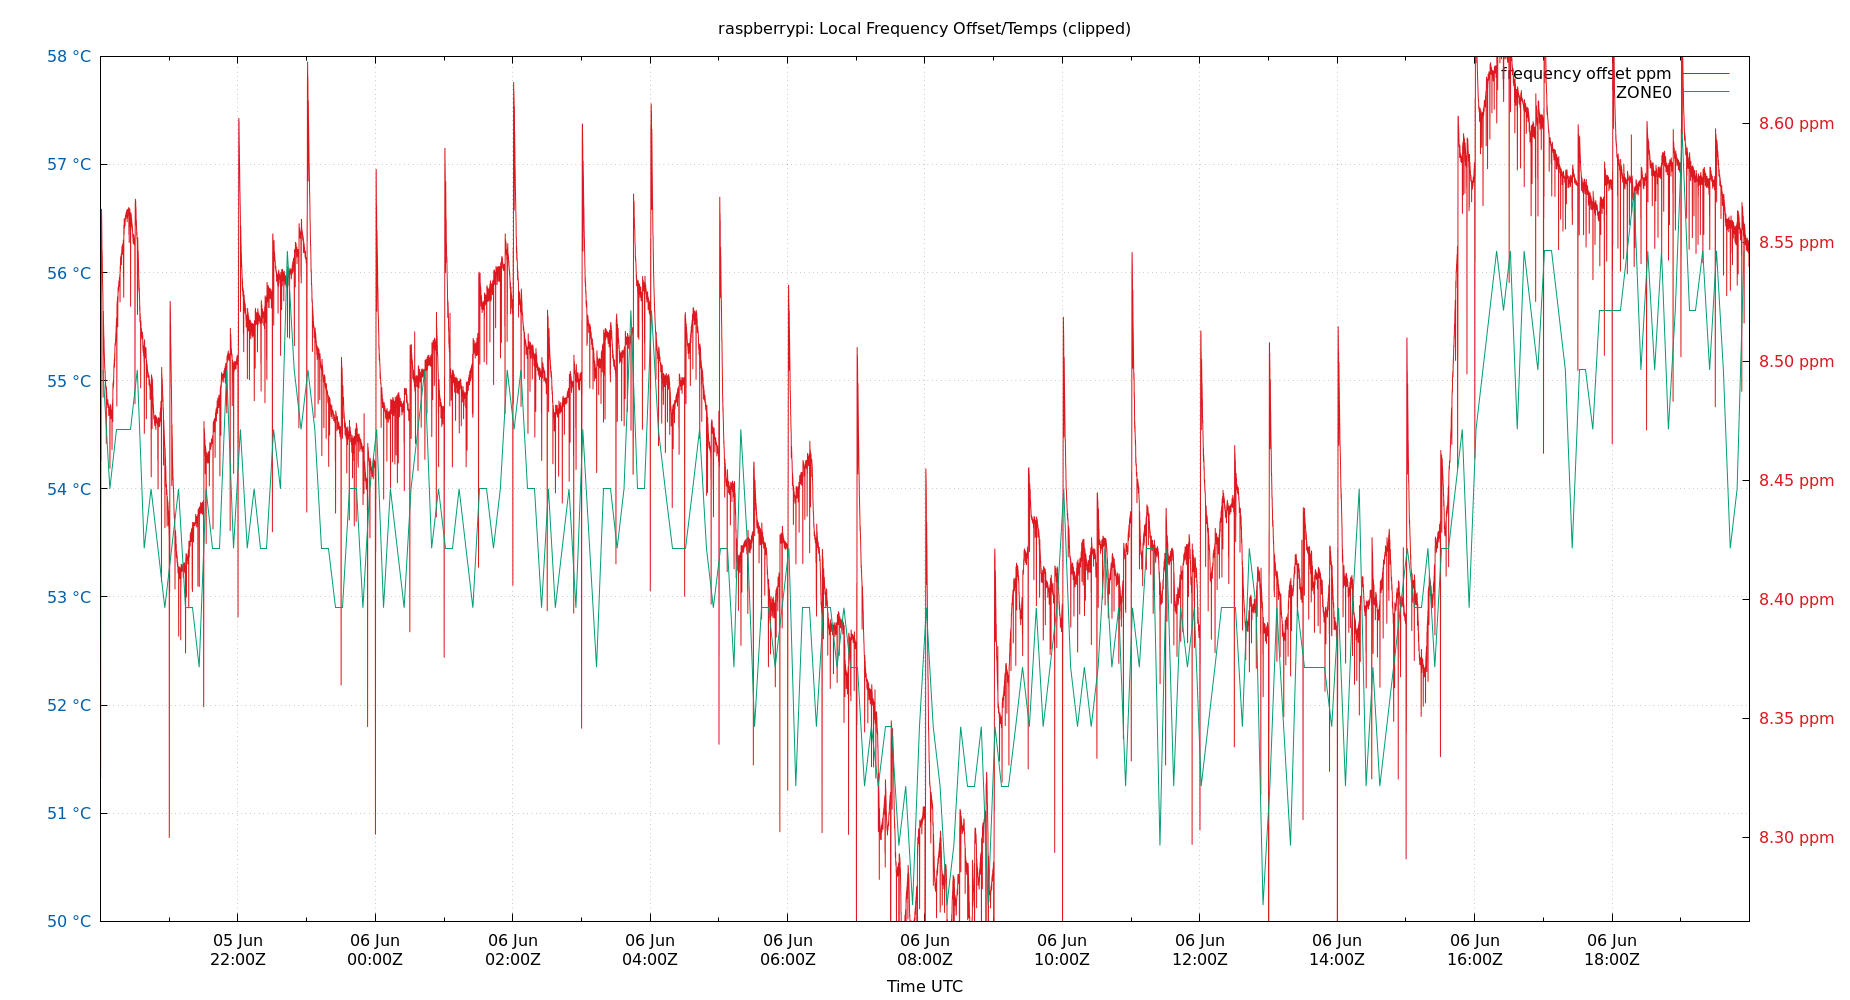 raspberrypi: Local Frequency Offset/Temps (clipped)
58 °C
57 °C
56 °C
55 °C
54 °C
53 °C
52 °C
51 °C
50 °C
frequency offset ppm
ZONE0
8.60 ppm
8.55 ppm
8.50 ppm
8.45 ppm
8.40 ppm
8.35 ppm
8.30 ppm
05 Jun
22:00Z
06 Jun
00:00Z
06 Jun
02:00Z
06 Jun
04:00Z
06 Jun
06:00Z
06 Jun
08:00Z
06 Jun
10:00Z
06 Jun
12:00Z
06 Jun
14:00Z
06 Jun
16:00Z
06 Jun
18:00Z
Time UTC